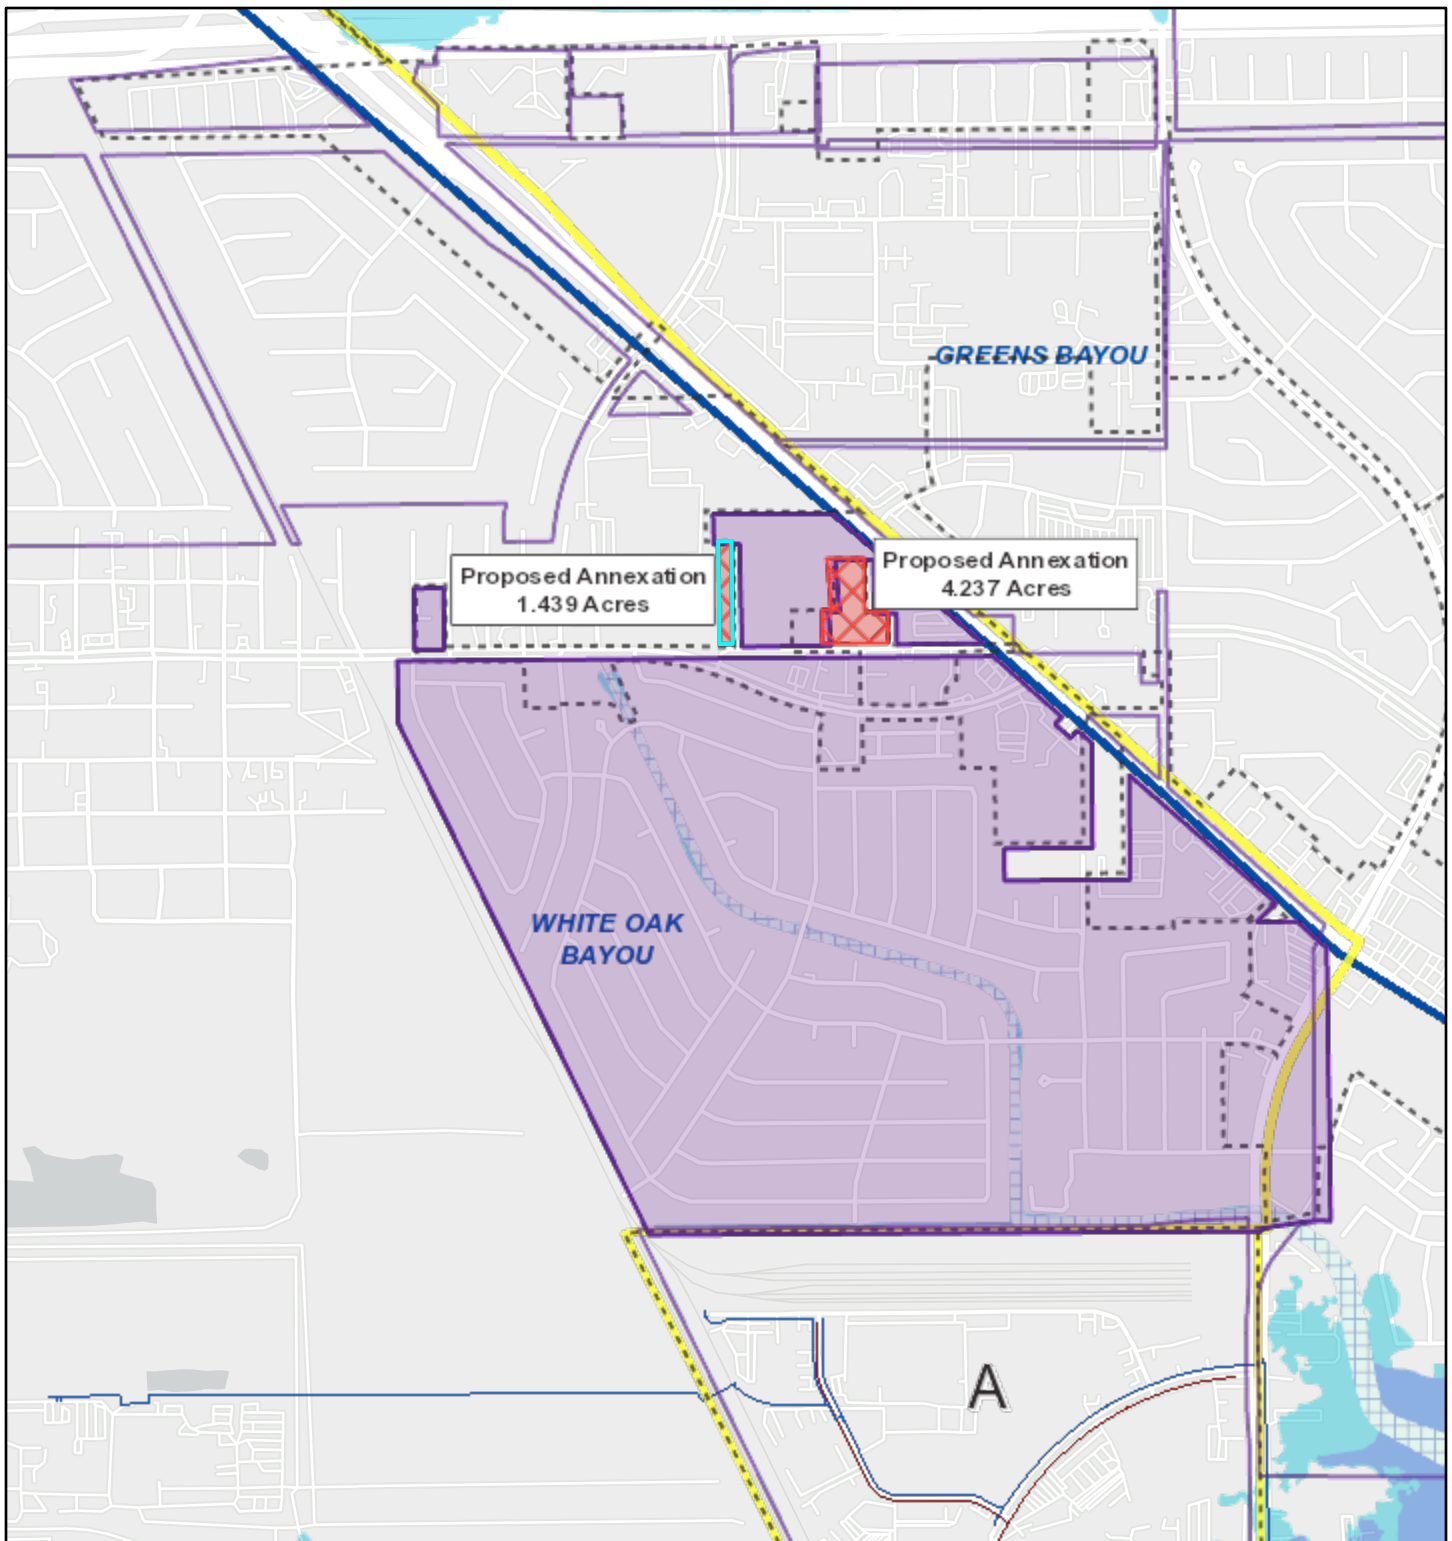 GREENS BAYOU
Proposed Annexation
4.237 Acres
Proposed Annexation
1.439 Acres
WHITE OAK
BAYOU
A